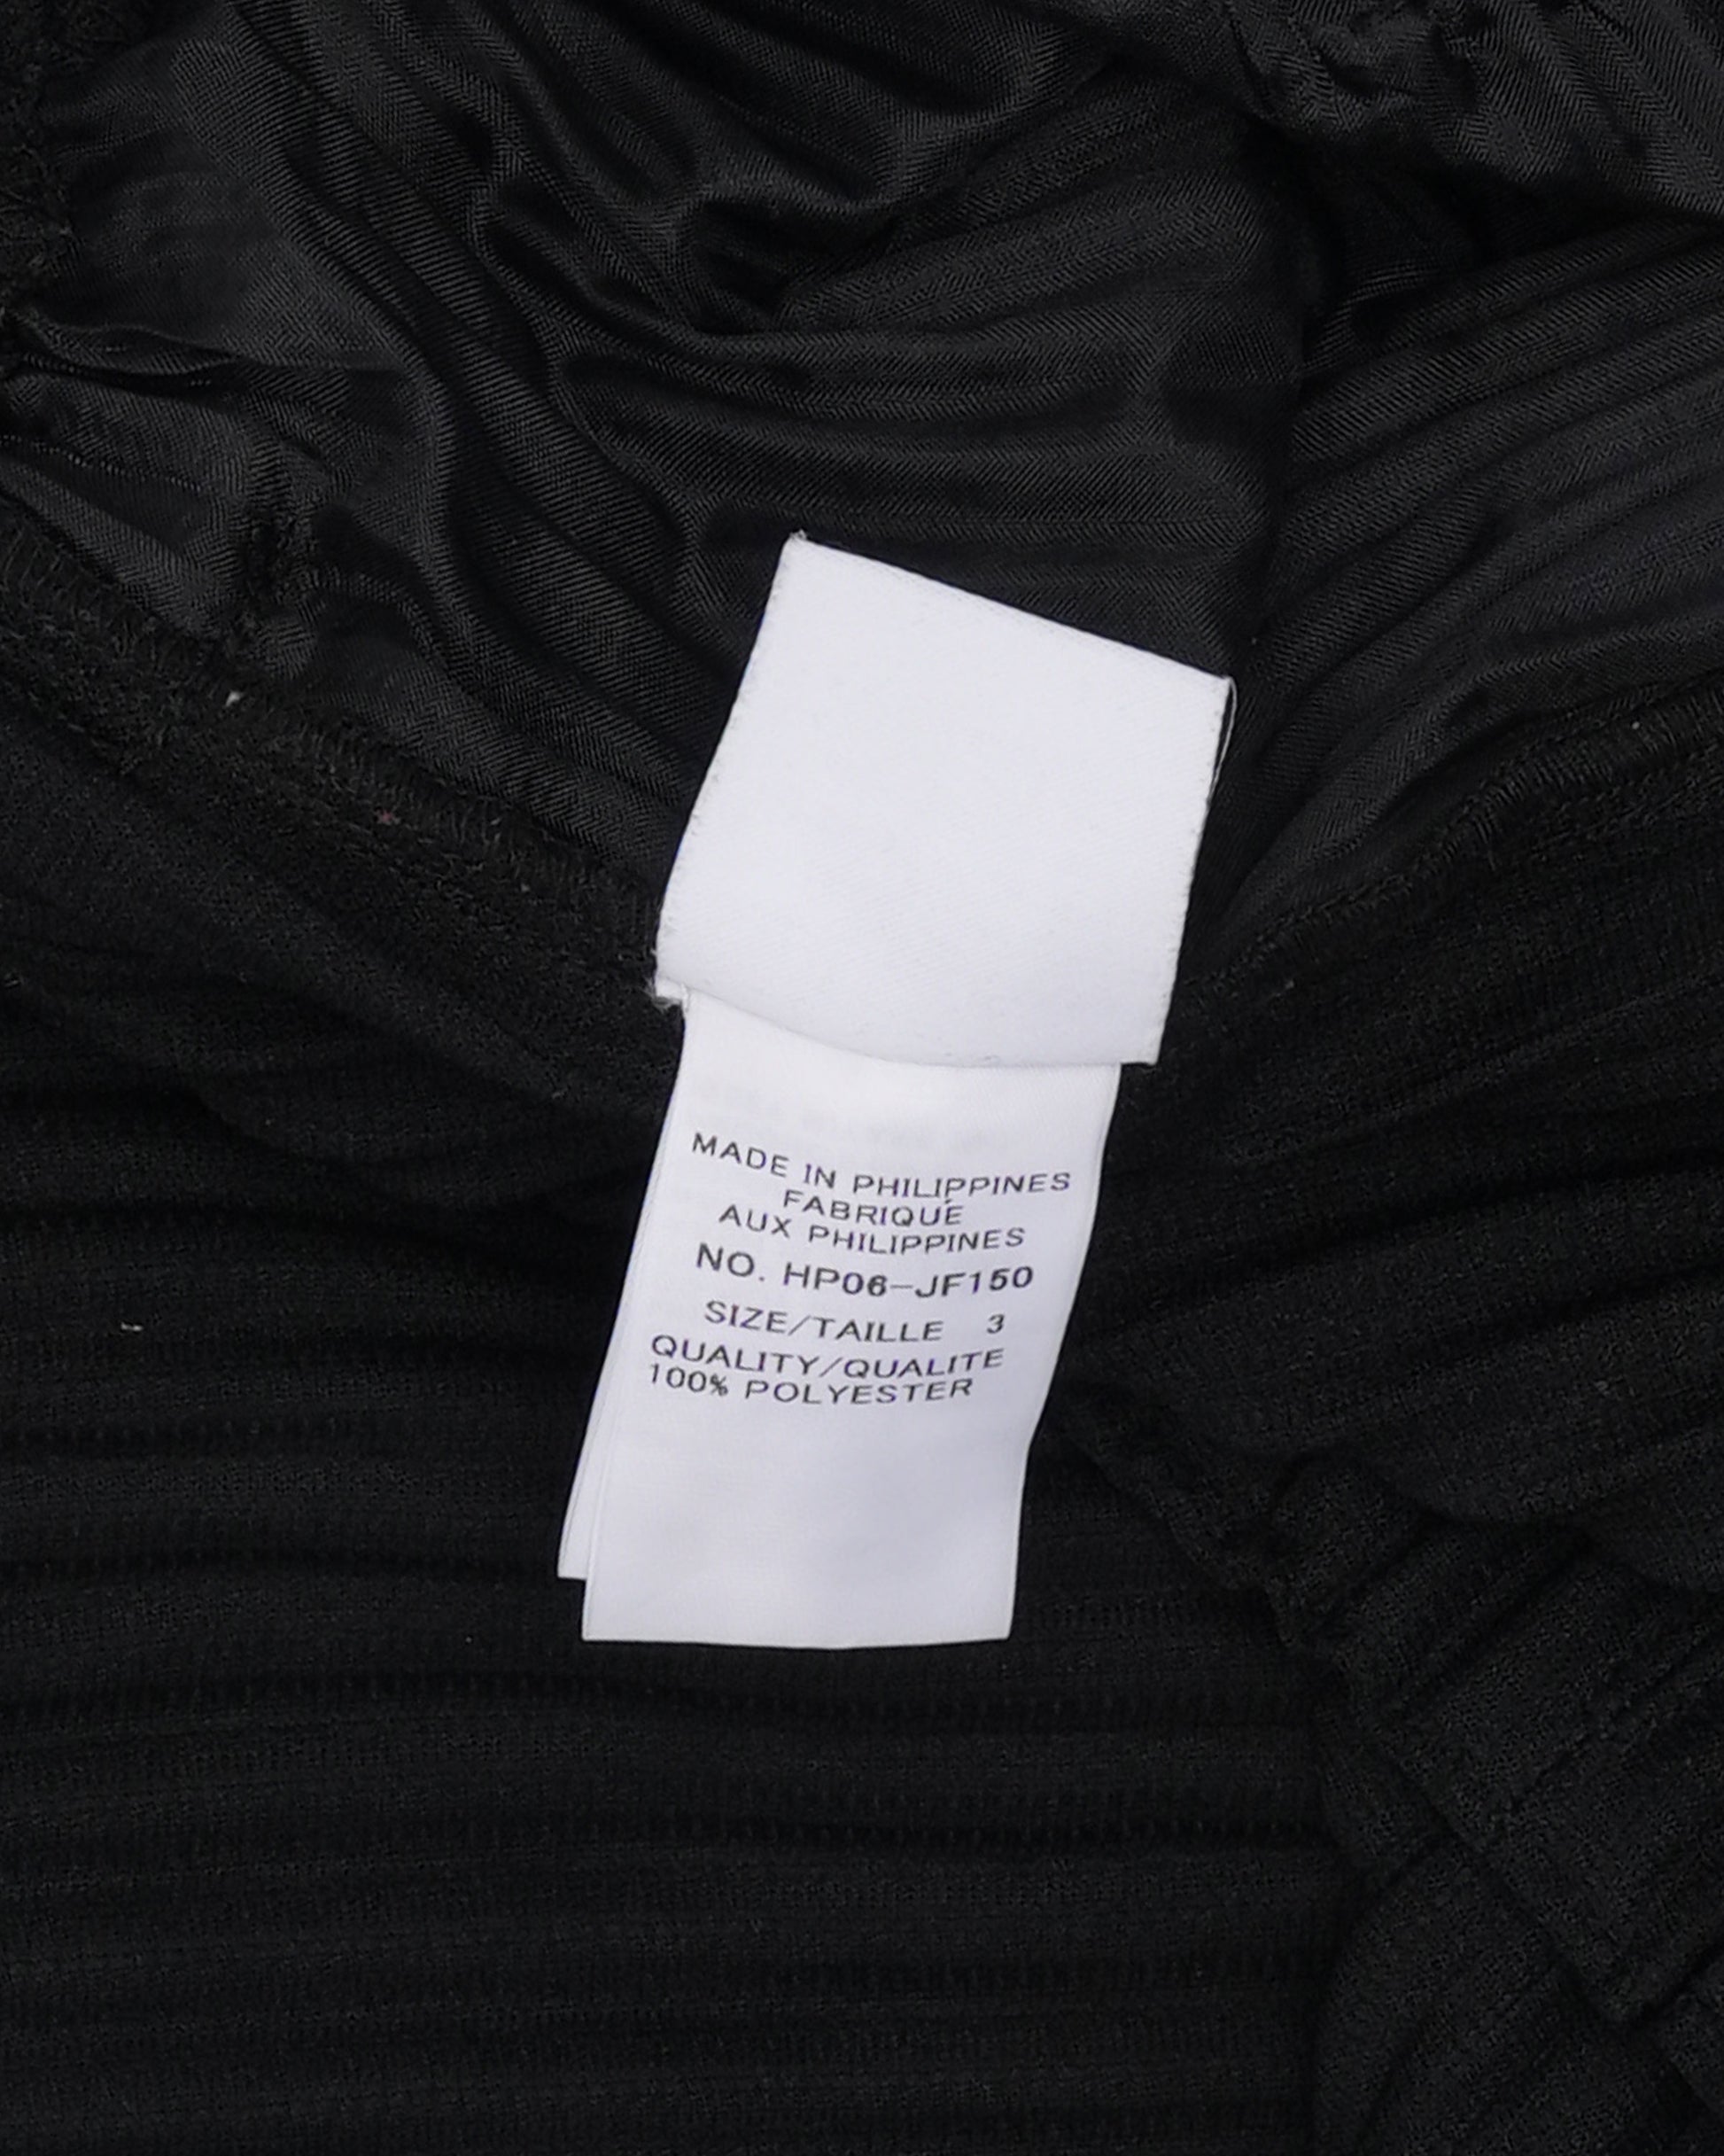 MADE IN PHILIPPINES
FABRIQUÉ
AUX PHILIPPINES
NO. HP06-JF150
SIZE/TAILLE 3
QUALITY/QUALITE
100% POLYESTER